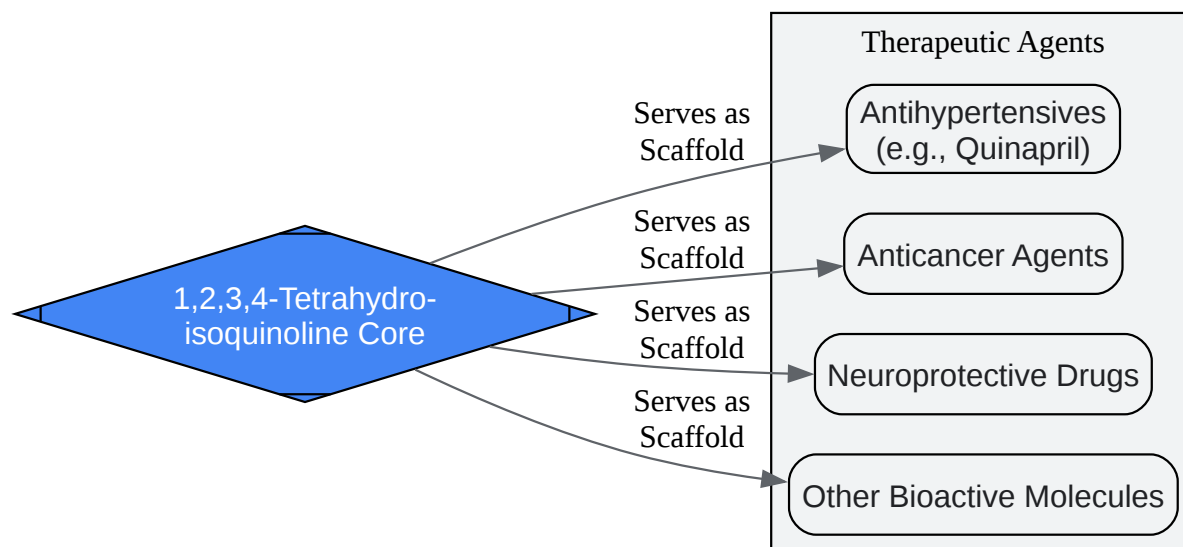 Therapeutic Agents
Serves as
Scaffold
Antihypertensives
(e.g., Quinapril)
Serves as
Scaffold
Anticancer Agents
1,2,3,4-Tetrahydro-
isoquinoline Core
Serves as
Scaffold
Neuroprotective Drugs
Serves as
Scaffold
Other Bioactive Molecules